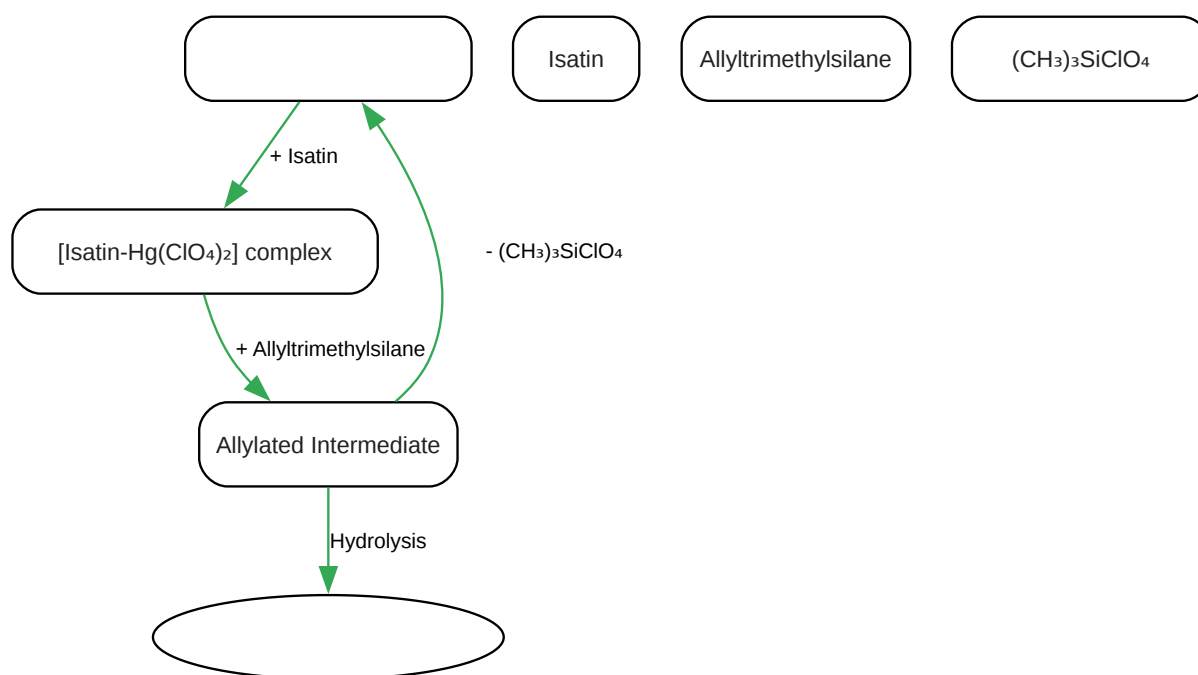 Isatin
Allyltrimethylsilane
(CH₃)₃SiClO₄
+ Isatin
[Isatin-Hg(ClO₄)₂] complex
- (CH₃)₃SiClO₄
+ Allyltrimethylsilane
Allylated Intermediate
Hydrolysis